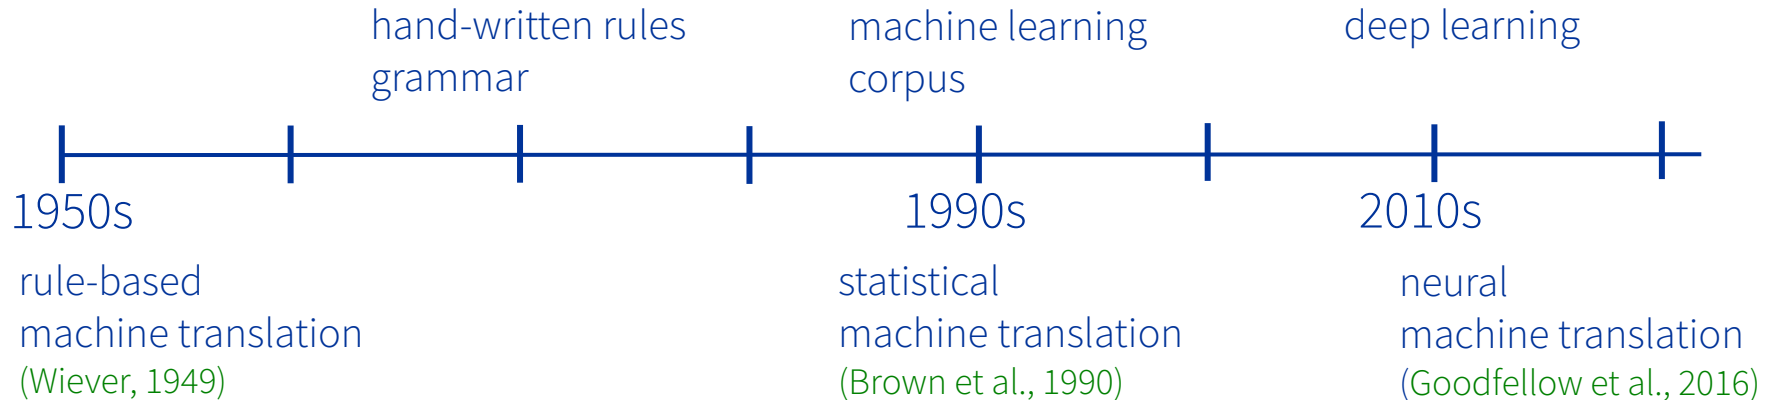 hand-written rules
grammar
machine learning
corpus
deep learning
1950s
1990s
2010s
rule-based
machine translation
(Wiever, 1949)
statistical
machine translation
(Brown et al., 1990)
neural
machine translation
(Goodfellow et al., 2016)